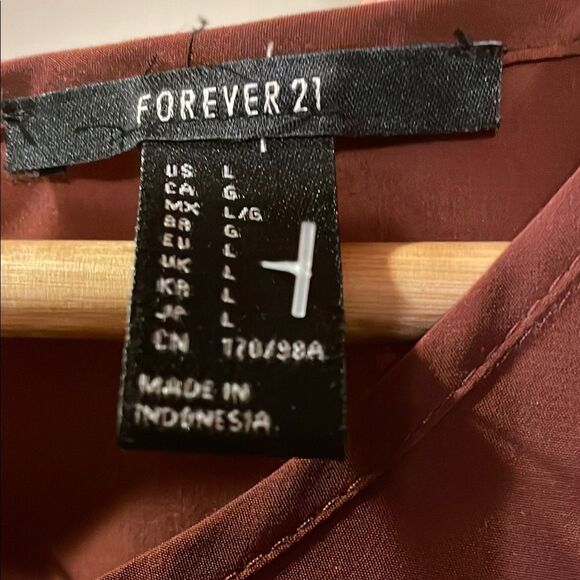 FOREVER 21
US L
CA G
MX L/G
BR G
EU L
UK L
KR L
JP L
CN 170/98A
MADE IN
INDONESIA